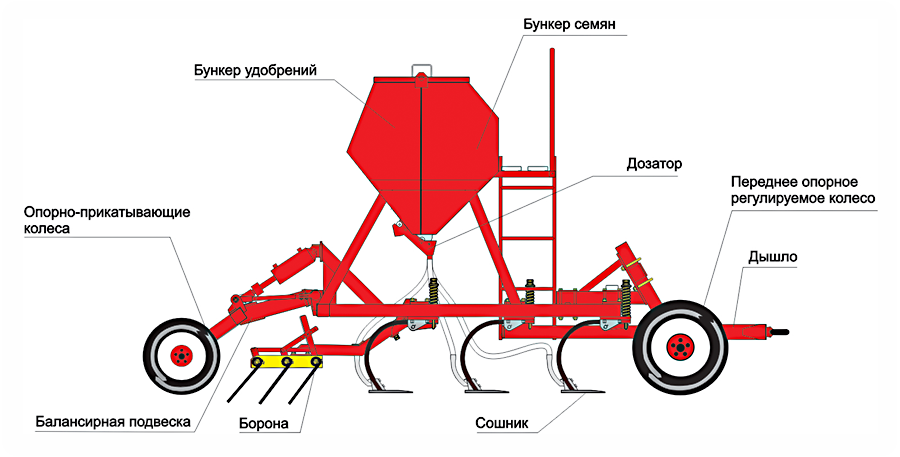 Бункер семян
Бункер удобрений
Дозатор
Переднее опорное
регулируемое колесо
Опорно-прикатывающие
колеса
Дышло
Балансирная подвеска
Борона
Сошник